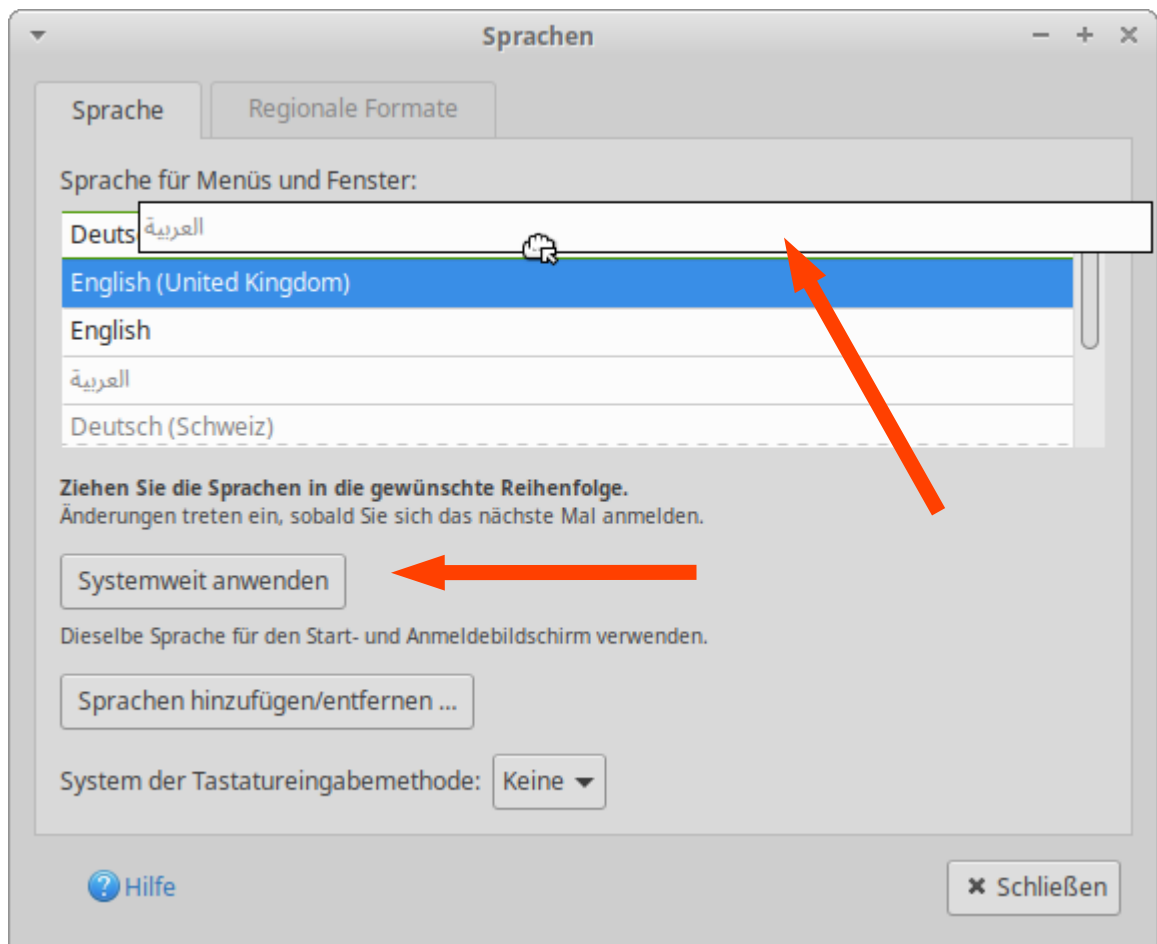 Sprachen
Sprache
Regionale Formate
Sprache für Menüs und Fenster:
العربية
English (United Kingdom)
English
العربية
Deutsch (Schweiz)
Ziehen Sie die Sprachen in die gewünschte Reihenfolge.
Änderungen treten ein, sobald Sie sich das nächste Mal anmelden.
Systemweit anwenden
Dieselbe Sprache für den Start- und Anmeldebildschirm verwenden.
Sprachen hinzufügen/entfernen ...
System der Tastatureingabemethode: Keine
Hilfe
Schließen